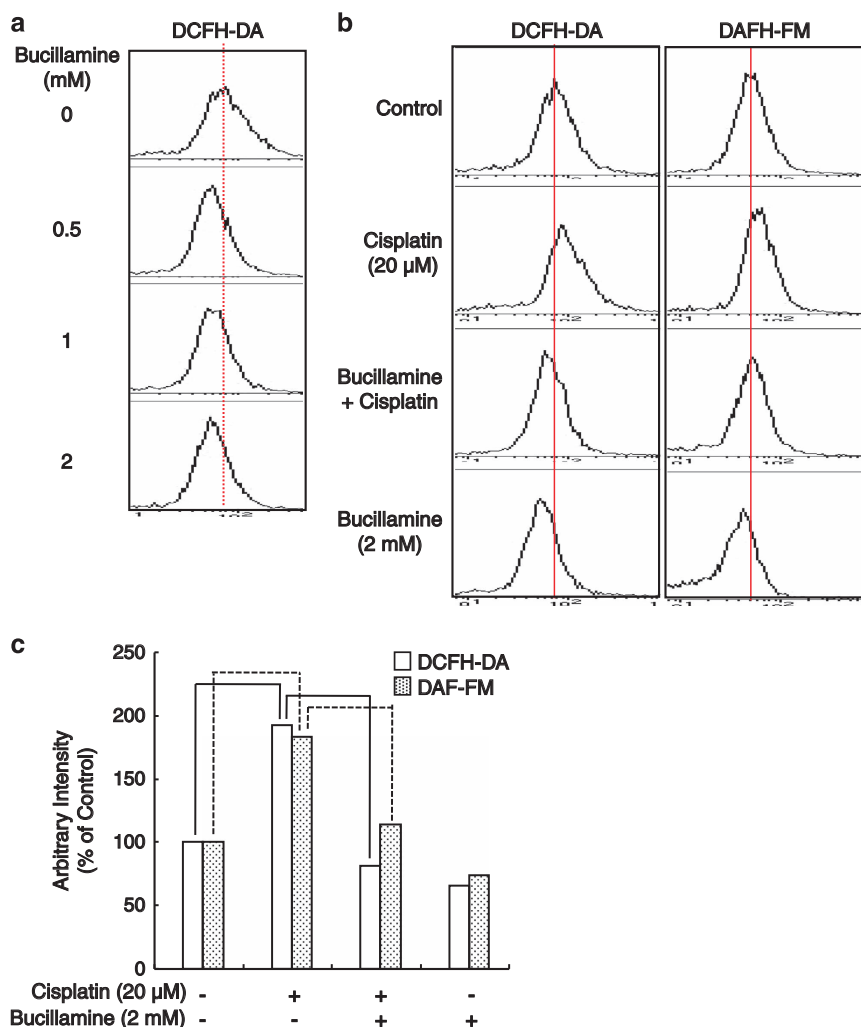 a
DCFH-DA
Bucillamine
(mM)
0
0.5
1
2
1
10²
b
DCFH-DA
DAFH-FM
Control
Cisplatin
(20 µM)
Bucillamine
+ Cisplatin
Bucillamine
(2 mM)
c
DCFH-DA
DAF-FM
Arbitrary Intensity
(% of Control)
250
200
150
100
50
0
Cisplatin (20 µM) - + + -
Bucillamine (2 mM) - - + +